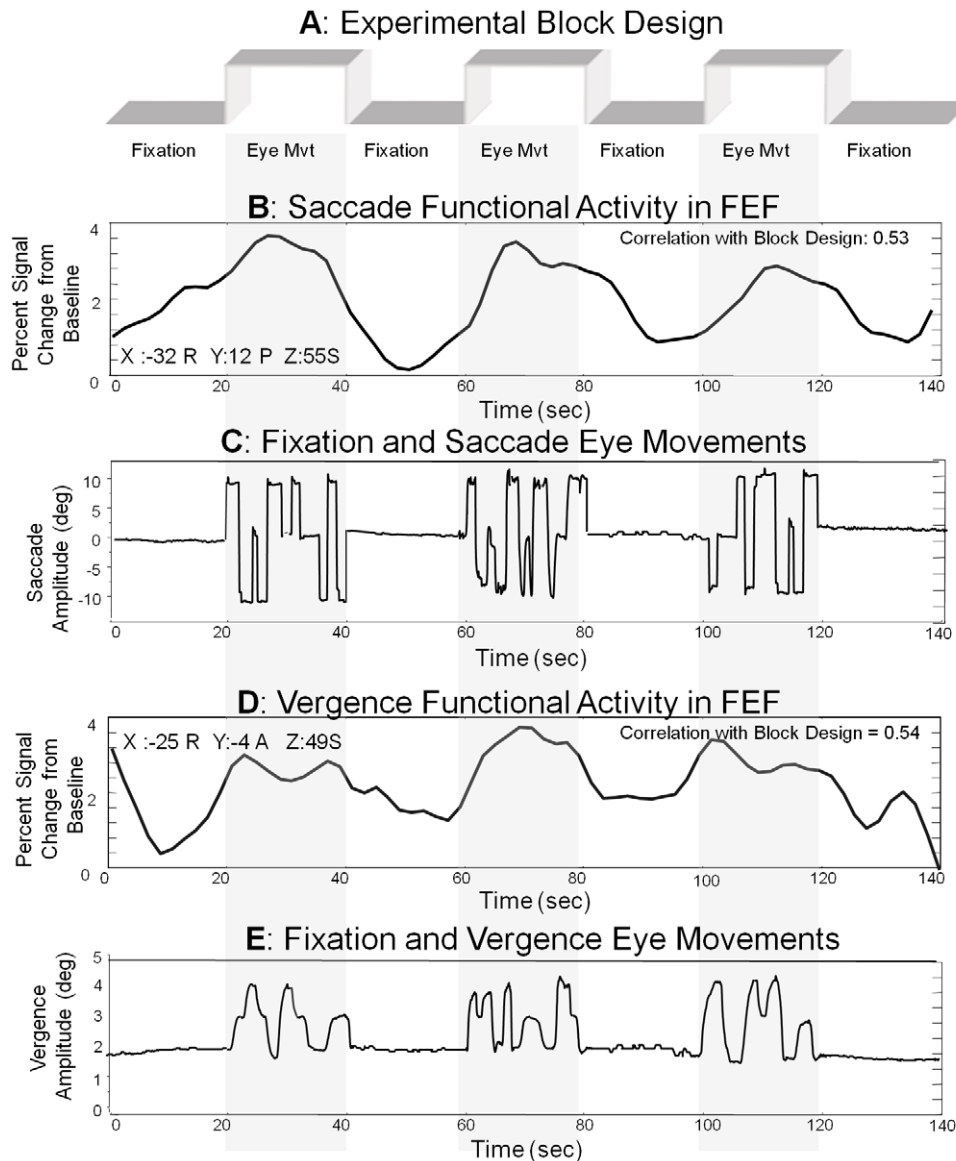 A: Experimental Block Design
Fixation Eye Mvt Fixation Eye Mvt Fixation Eye Mvt Fixation
B: Saccade Functional Activity in FEF
Percent Signal
Change from
Baseline
4
2
0
Correlation with Block Design: 0.53
X :-32 R Y:12 P Z:55S
0 20 40 60 80 100 120 140
Time (sec)
C: Fixation and Saccade Eye Movements
Saccade
Amplitude (deg)
10
5
0
-5
-10
0 20 40 60 80 100 120 140
Time (sec)
D: Vergence Functional Activity in FEF
Percent Signal
Change from
Baseline
4
2
0
X :-25 R Y:-4 A Z:49S
Correlation with Block Design = 0.54
0 20 40 60 80 100 120 140
Time (sec)
E: Fixation and Vergence Eye Movements
Vergence
Amplitude (deg)
5
4
3
2
1
0
0 20 40 60 80 100 120 140
Time (sec)